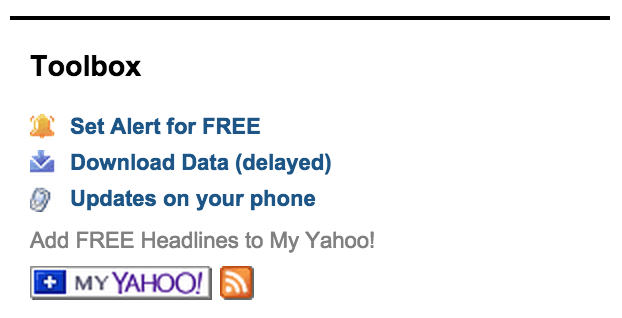 Toolbox
Set Alert for FREE
Download Data (delayed)
Updates on your phone
Add FREE Headlines to My Yahoo!
MY YAHOO!